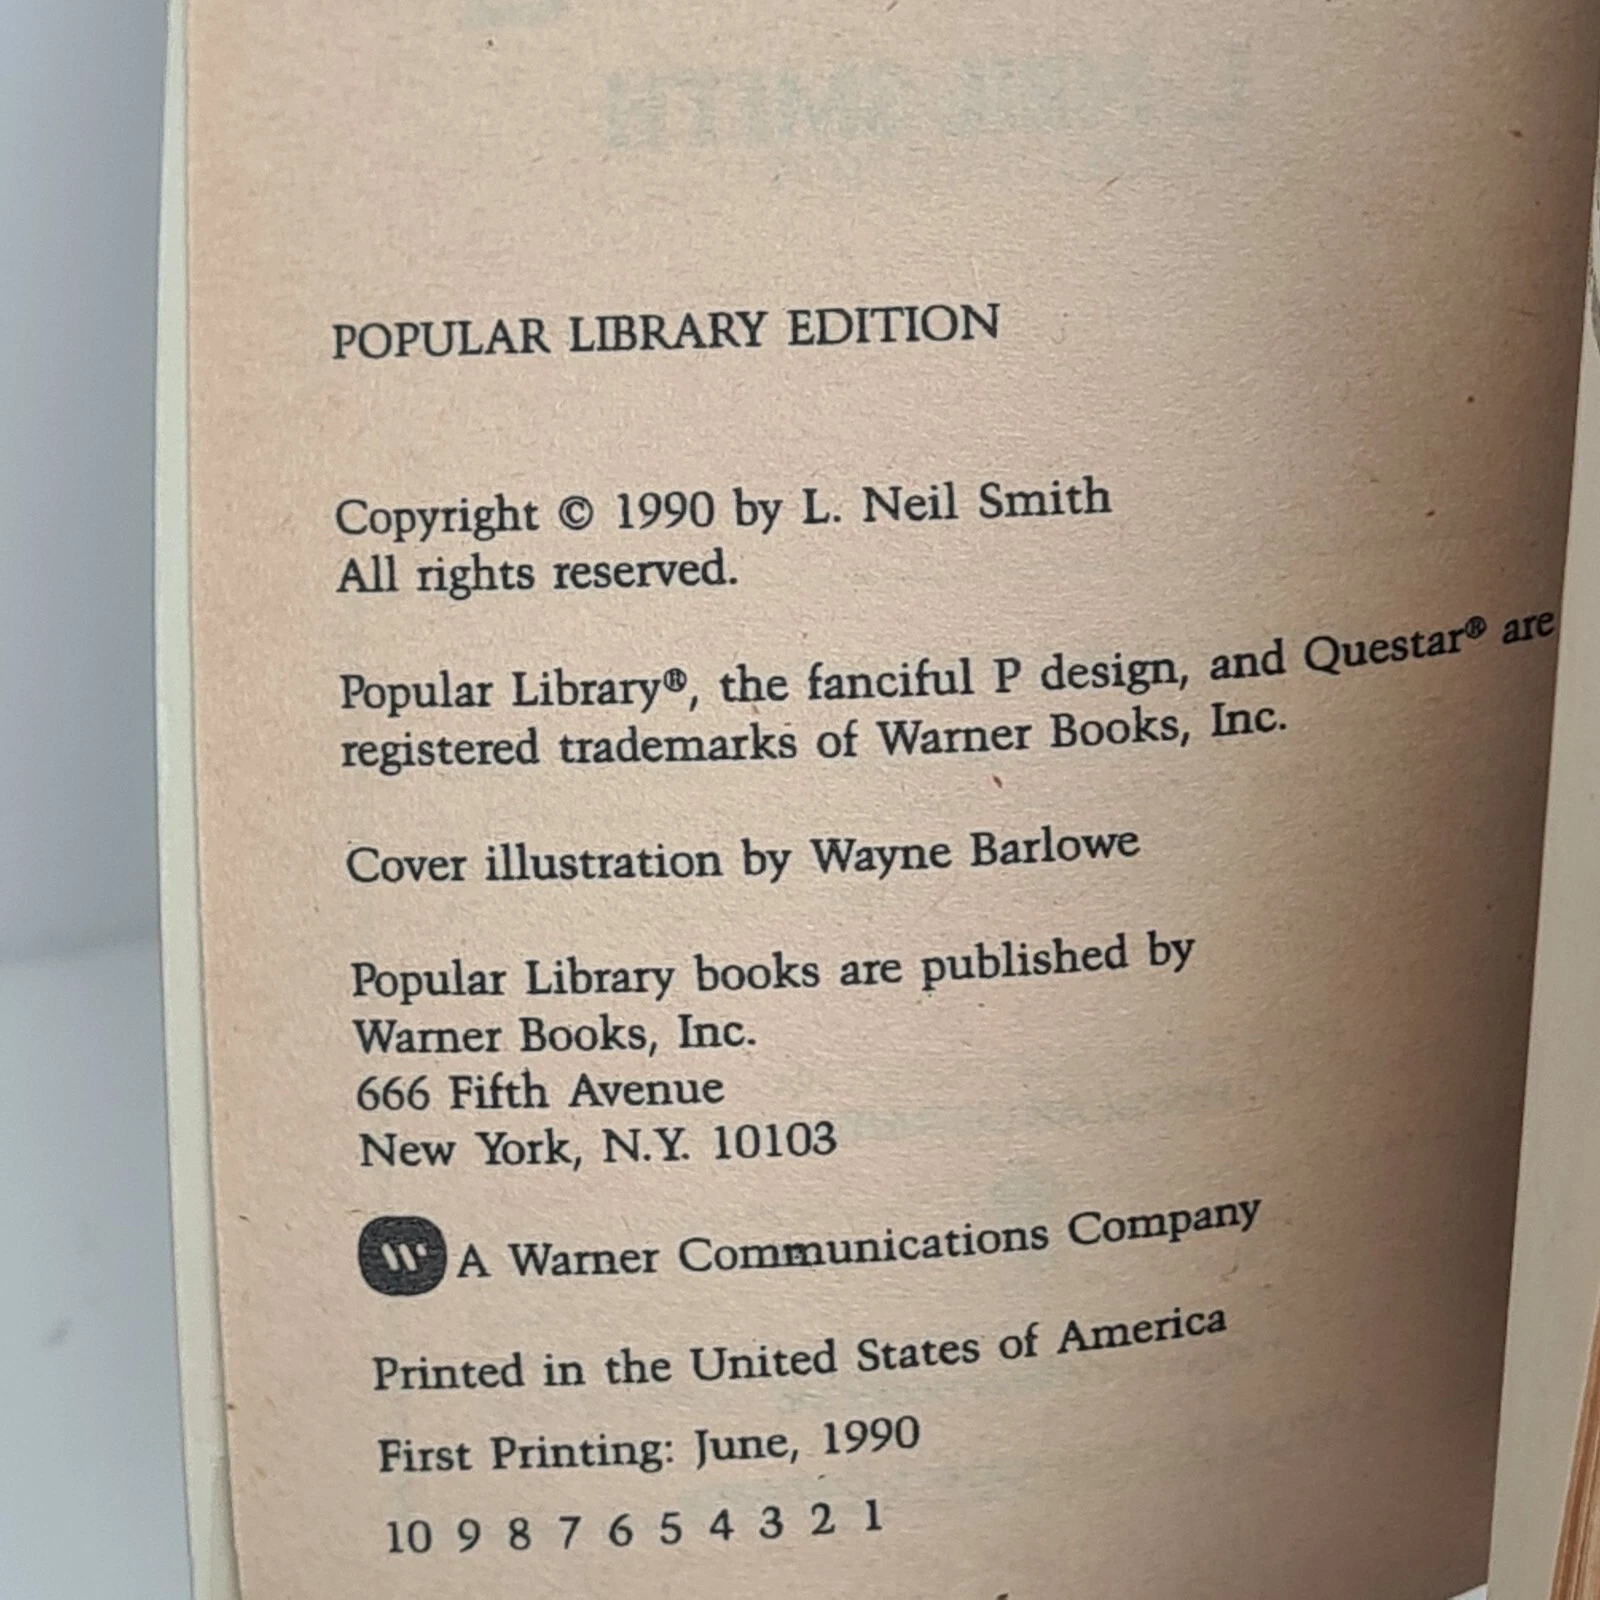 POPULAR LIBRARY EDITION
Copyright © 1990 by L. Neil Smith
All rights reserved.
Popular Library®, the fanciful P design, and Questar® are
registered trademarks of Warner Books, Inc.
Cover illustration by Wayne Barlowe
Popular Library books are published by
Warner Books, Inc.
666 Fifth Avenue
New York, N.Y. 10103
W A Warner Communications Company
Printed in the United States of America
First Printing: June, 1990
10 9 8 7 6 5 4 3 2 1